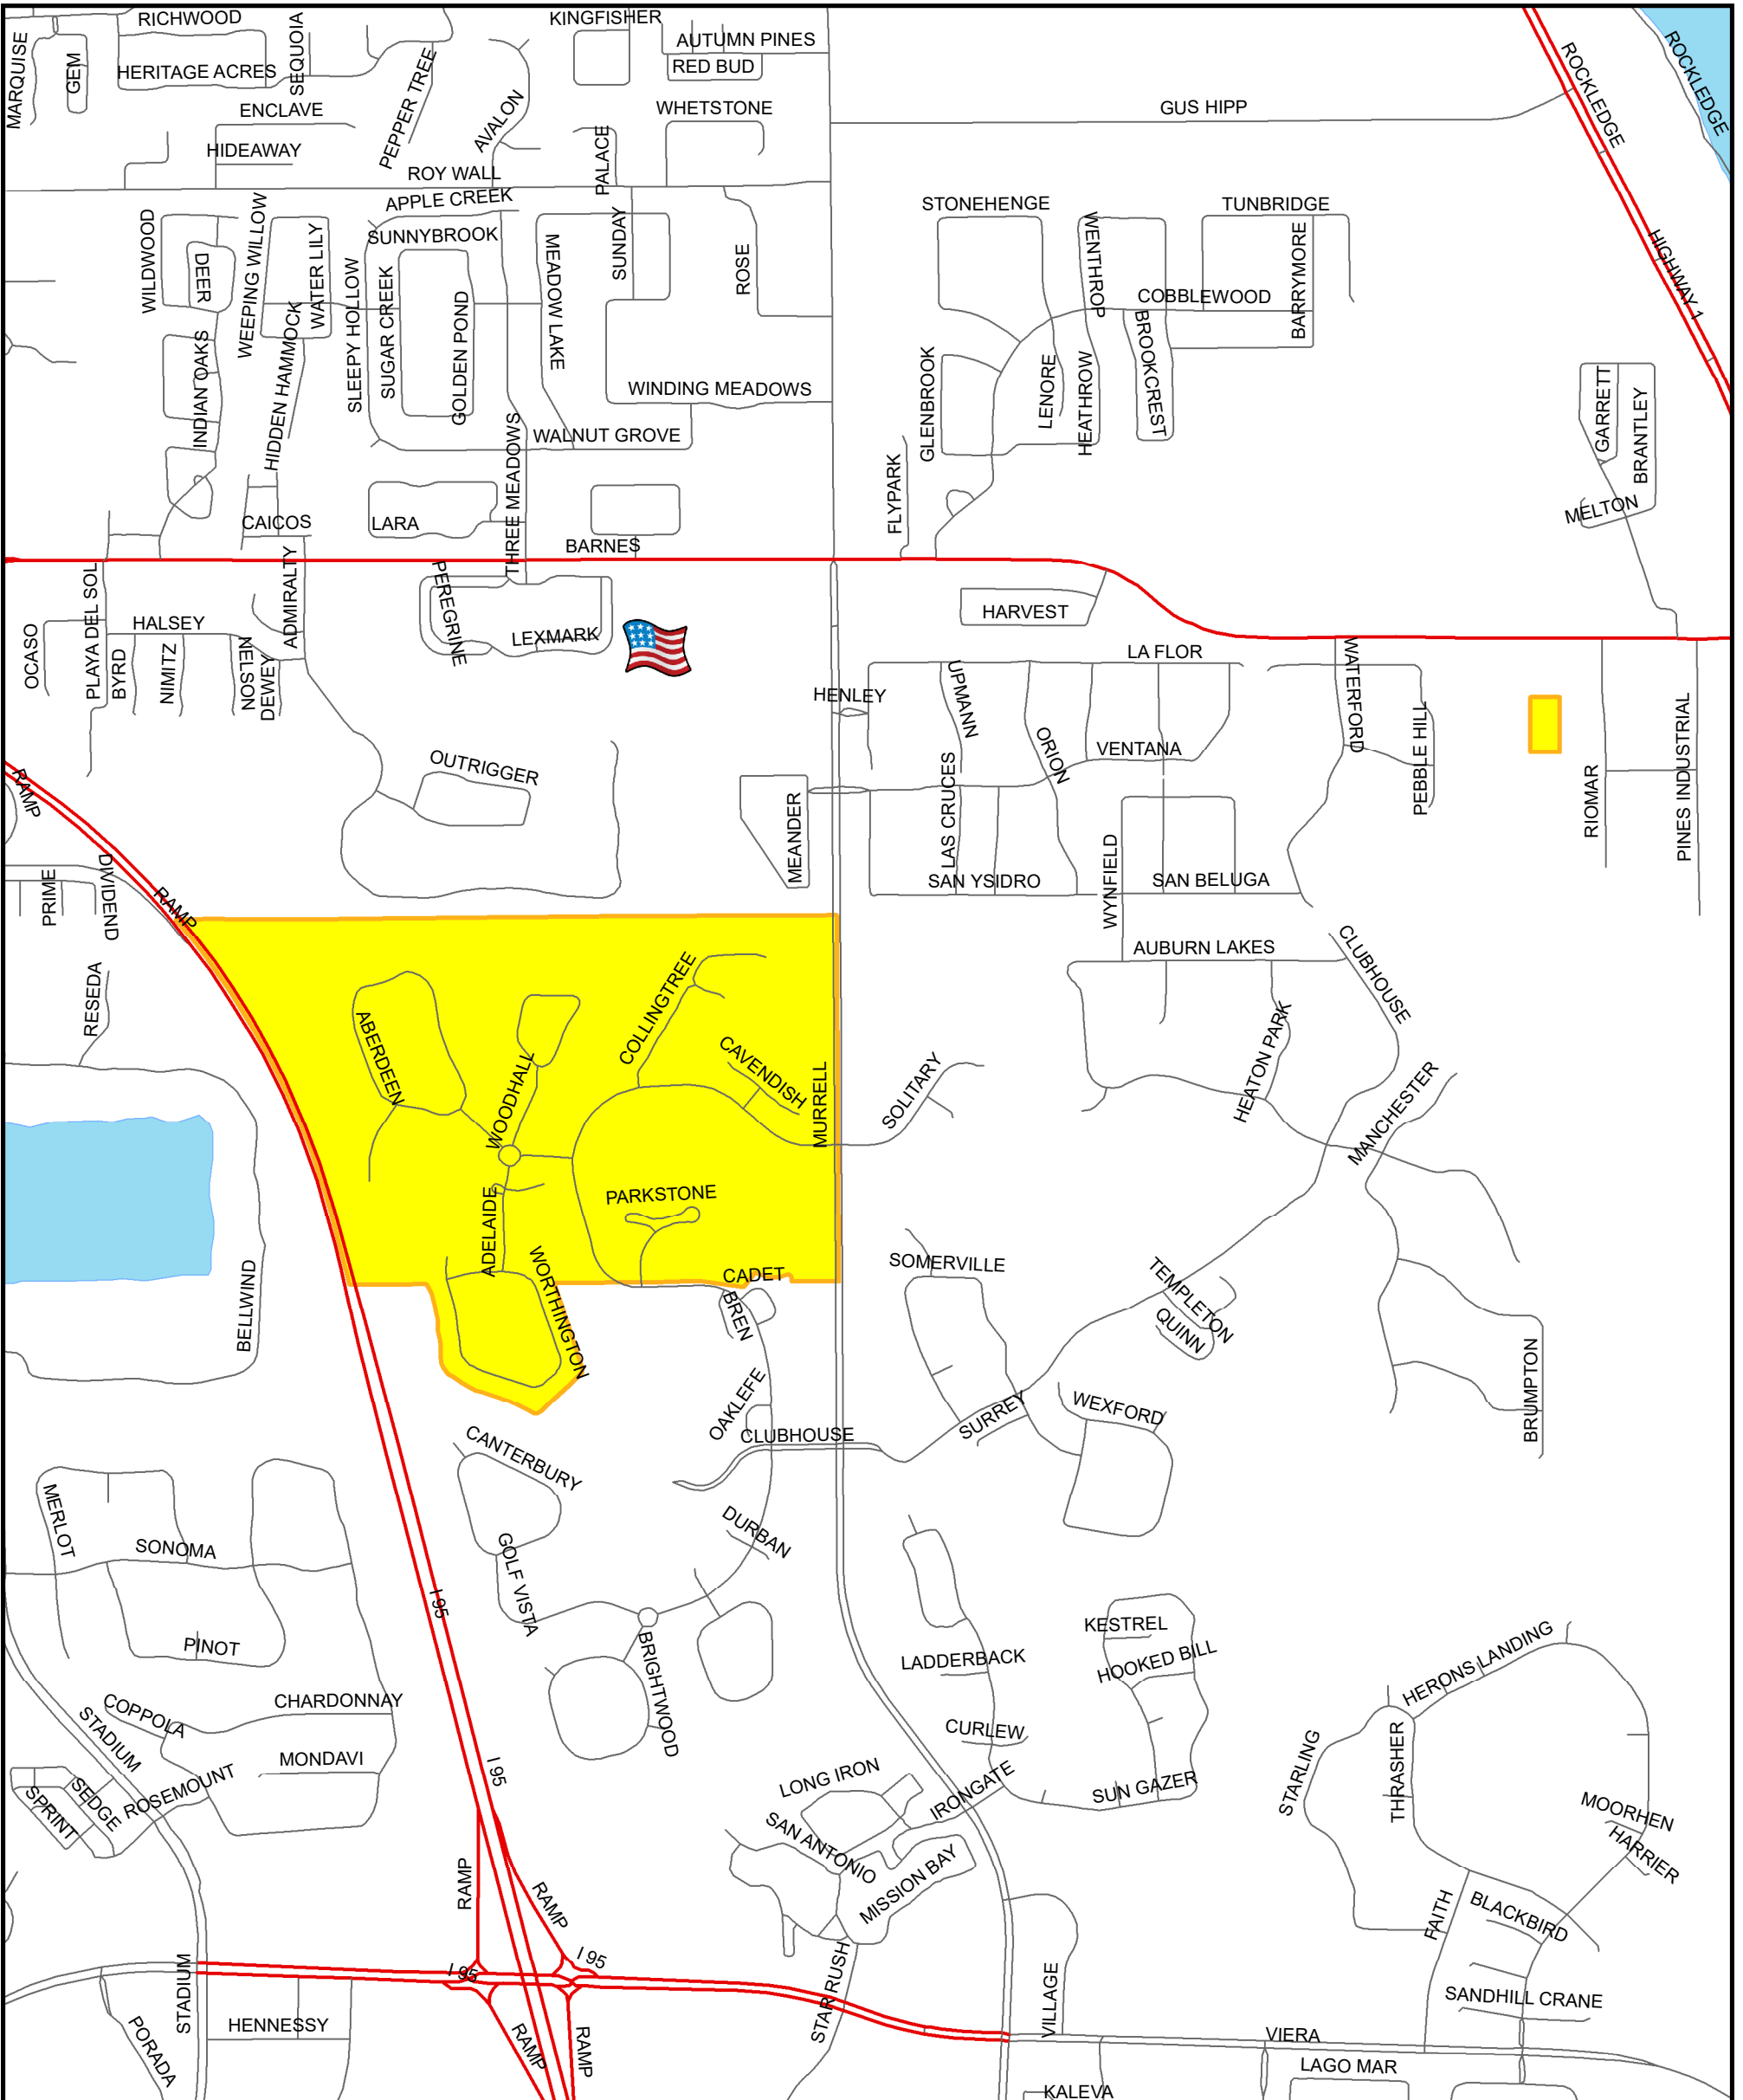 RICHWOOD
KINGFISHER
SEQUOIA
MARQUISE
GEM
HERITAGE ACRES
PEPPER TREE
AUTUMN PINES
RED BUD
ROCKLEDGE
ROCKLEDGE
ENCLAVE
AVALON
WHETSTONE
GUS HIPP
HIDEAWAY
PALACE
ROY WALL
APPLE CREEK
STONEHENGE
TUNBRIDGE
WILDWOOD
DEER
WEEPING WILLOW
WATER LILY
SUNNYBROOK
SUNDAY
ROSE
WENTHROP
BARRYMORE
HIGHWAY 1
SLEEPY HOLLOW
SUGAR CREEK
GOLDEN POND
MEADOW LAKE
COBBLEWOOD
BROOKCREST
INDIAN OAKS
HIDDEN HAMMOCK
WINDING MEADOWS
GLENBROOK
LENORE
HEATHROW
GARRETT
BRANTLEY
WALNUT GROVE
THREE MEADOWS
FLYPARK
MELTON
CAICOS
LARA
BARNES
PLAYA DEL SOL
ADMIRALTY
PEREGRINE
LEXMARK
HARVEST
OCASO
HALSEY
BYRD
NIMITZ
NELSON
DEWEY
LA FLOR
WATERFORD
HENLEY
UPMANN
ORION
VENTANA
PEBBLE HILL
RIOMAR
PINES INDUSTRIAL
RAMP
OUTRIGGER
MEANDER
LAS CRUCES
SAN YSIDRO
WYNFIELD
SAN BELUGA
PRIME
DIVIDEND
RAMP
RESEDA
AUBURN LAKES
CLUBHOUSE
ABERDEEN
WOODHALL
COLLINGTREE
CAVENDISH
MURRELL
SOLITARY
HEATON PARK
MANCHESTER
ADELAIDE
PARKSTONE
WORTHINGTON
CADET
BREN
SOMERVILLE
TEMPLETON
QUINN
BELLWIND
BRUMPTON
OAKLEFE
CLUBHOUSE
SURREY
WEXFORD
CANTERBURY
MERLOT
SONOMA
GOLF VISTA
DURBAN
I 95
PINOT
BRIGHTWOOD
LADDERBACK
KESTREL
HOOKED BILL
HERONS LANDING
COPPOLA
CHARDONNAY
STADIUM
MONDAVI
CURLEW
I 95
LONG IRON
IRONGATE
SUN GAZER
STARLING
THRASHER
MOORHEN
HARRIER
SPRINT
SEDGE
ROSEMOUNT
SAN ANTONIO
MISSION BAY
RAMP
RAMP
FAITH
BLACKBIRD
I 95
I 95
STADIUM
STAR RUSH
VILLAGE
SANDHILL CRANE
HENNESSY
PORADA
RAMP
RAMP
VIERA
LAGO MAR
KALEVA